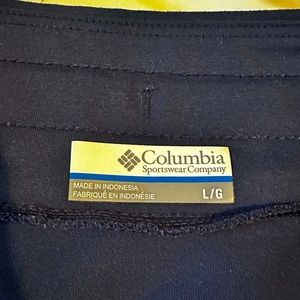 Columbia
Sportswear Company
MADE IN INDONESIA
FABRIQUÉ EN INDONÉSIE
L/G